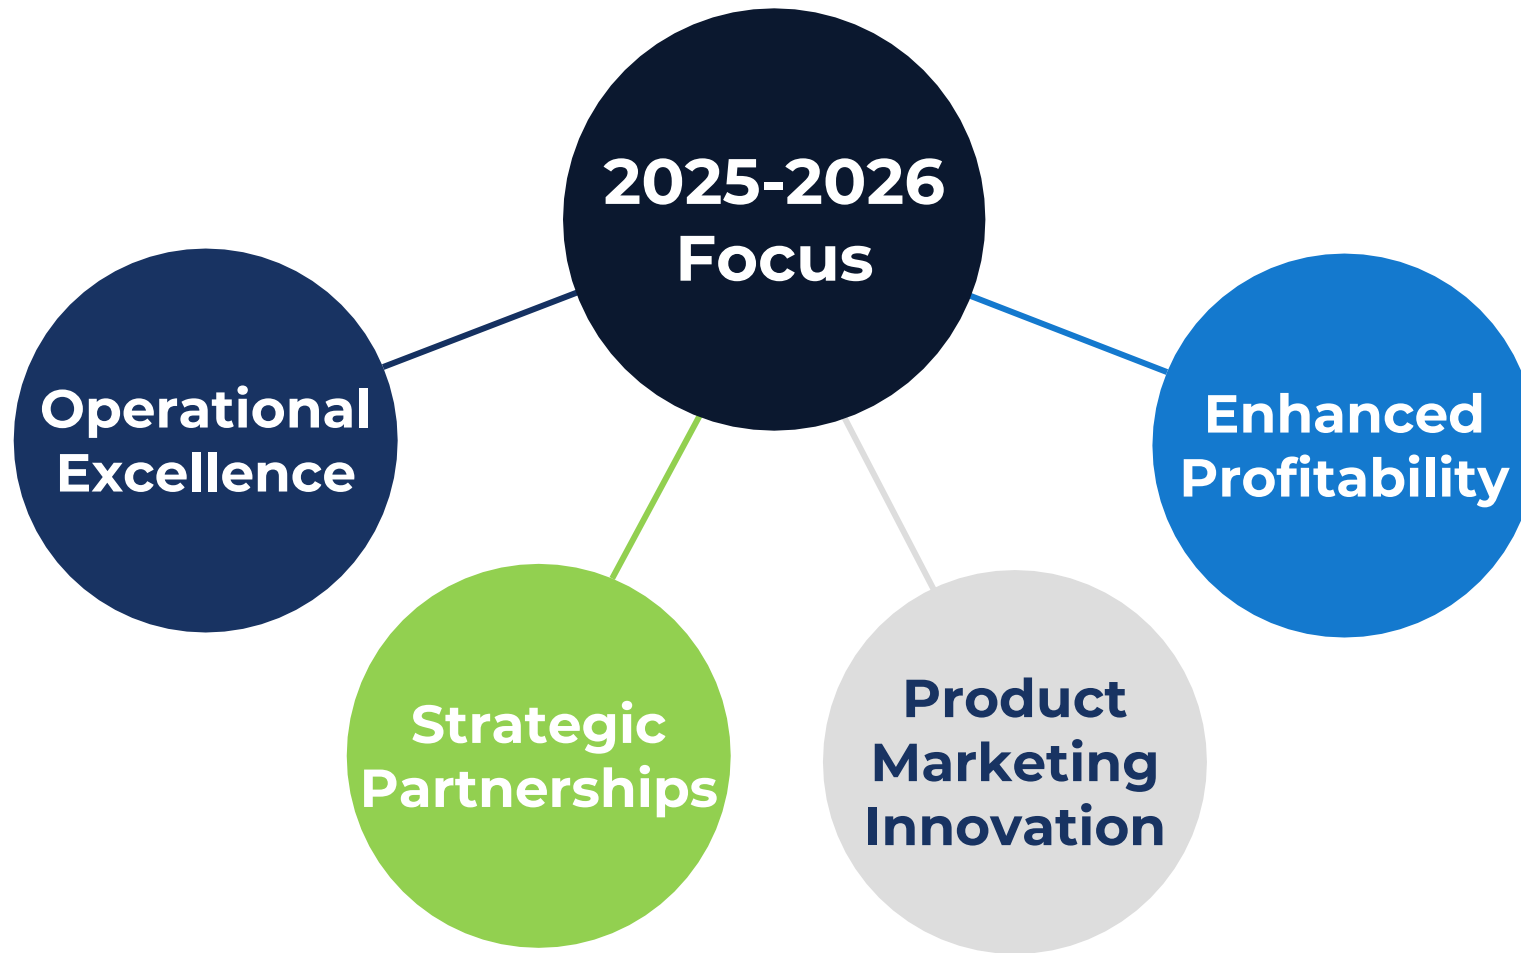 2025-2026
Focus
Operational
Excellence
Strategic
Partnerships
Product
Marketing
Innovation
Enhanced
Profitability